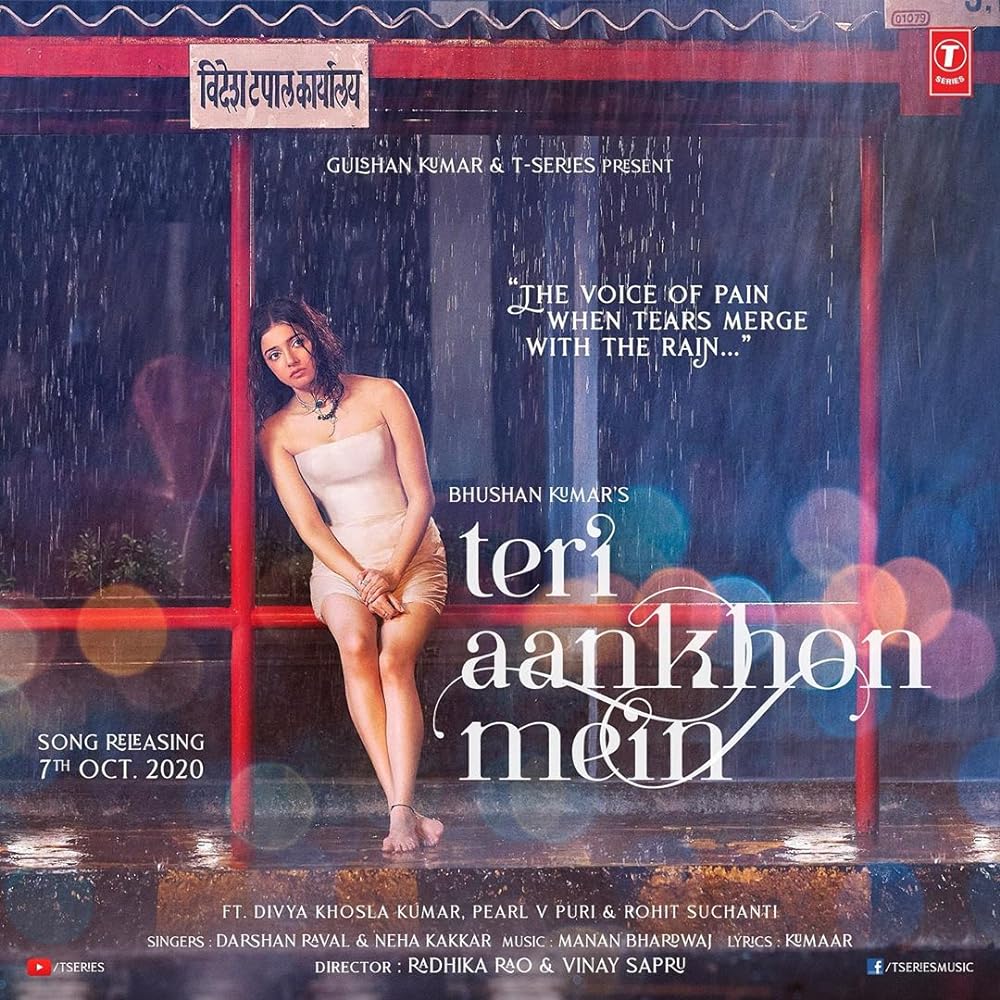 01079
T
SERIES
विदेश टपाल कार्यालय
GULSHAN KUMAR & T-SERIES PRESENT
“THE VOICE OF PAIN
WHEN TEARS MERGE
WITH THE RAIN...”
BHUSHAN KUMAR'S
teri
aankhon
mein
SONG RELEASING
7TH OCT. 2020
FT. DIVYA KHOSLA KUMAR, PEARL V PURI & ROHIT SUCHANTI
SINGERS : DARSHAN RAVAL & NEHA KAKKAR MUSIC : MANAN BHARDWAJ LYRICS : KUMAAR
DIRECTOR : RADHIKA RAO & VINAY SAPRU
/TSERIES
f/TSERIESMUSIC